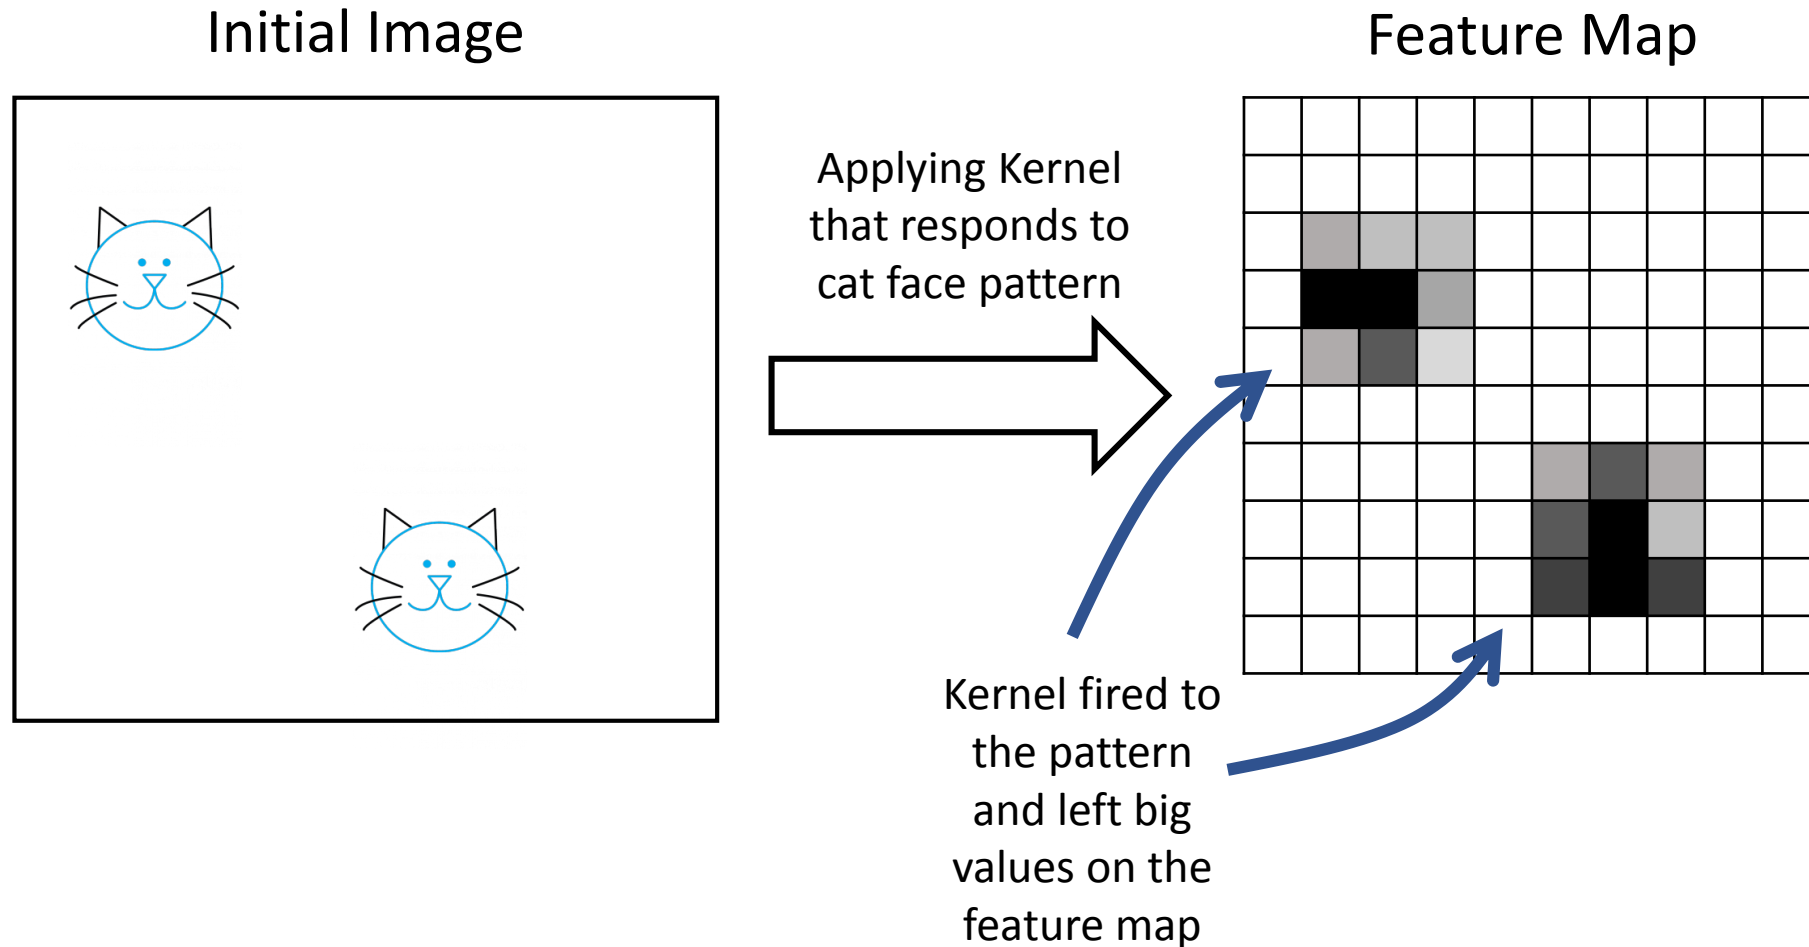 Initial Image
Feature Map
Applying Kernel
that responds to
cat face pattern
Kernel fired to
the pattern
and left big
values on the
feature map